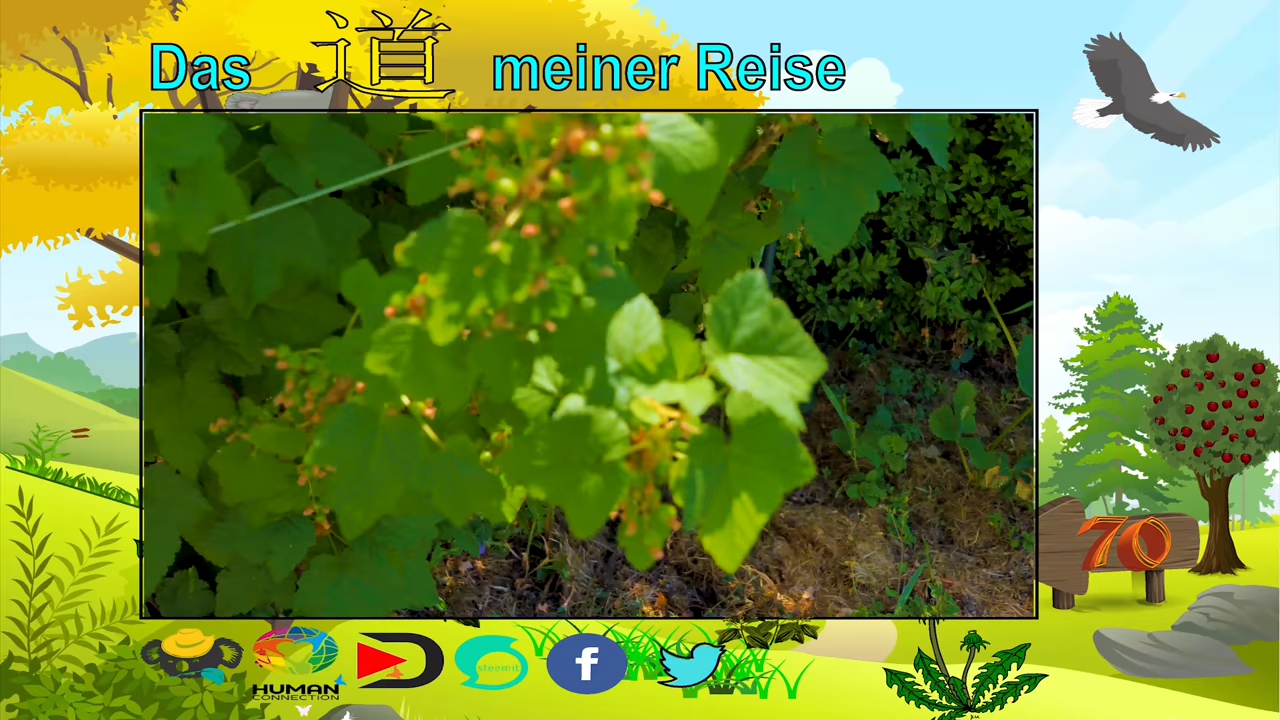 Das 道 meiner Reise
70
HUMAN
CONNECTION
steemit
f